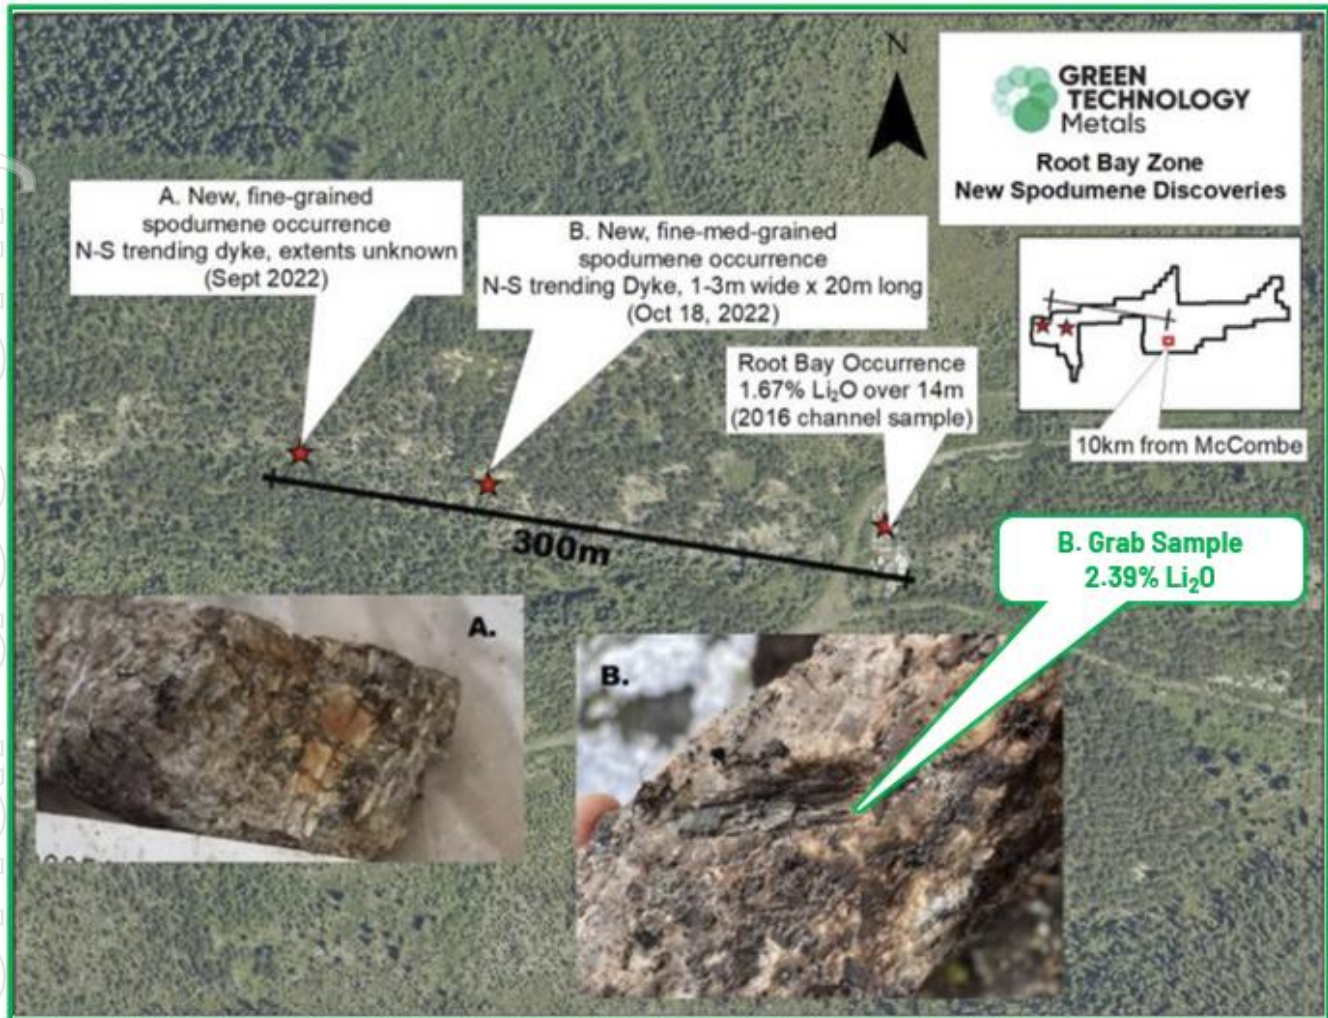 N
GREEN
TECHNOLOGY
Metals
Root Bay Zone
New Spodumene Discoveries
A. New, fine-grained
spodumene occurrence
N-S trending dyke, extents unknown
(Sept 2022)
B. New, fine-med-grained
spodumene occurrence
N-S trending Dyke, 1-3m wide x 20m long
(Oct 18, 2022)
Root Bay Occurrence
1.67% Li₂O over 14m
(2016 channel sample)
10km from McCombe
300m
B. Grab Sample
2.39% Li₂O
A.
B.